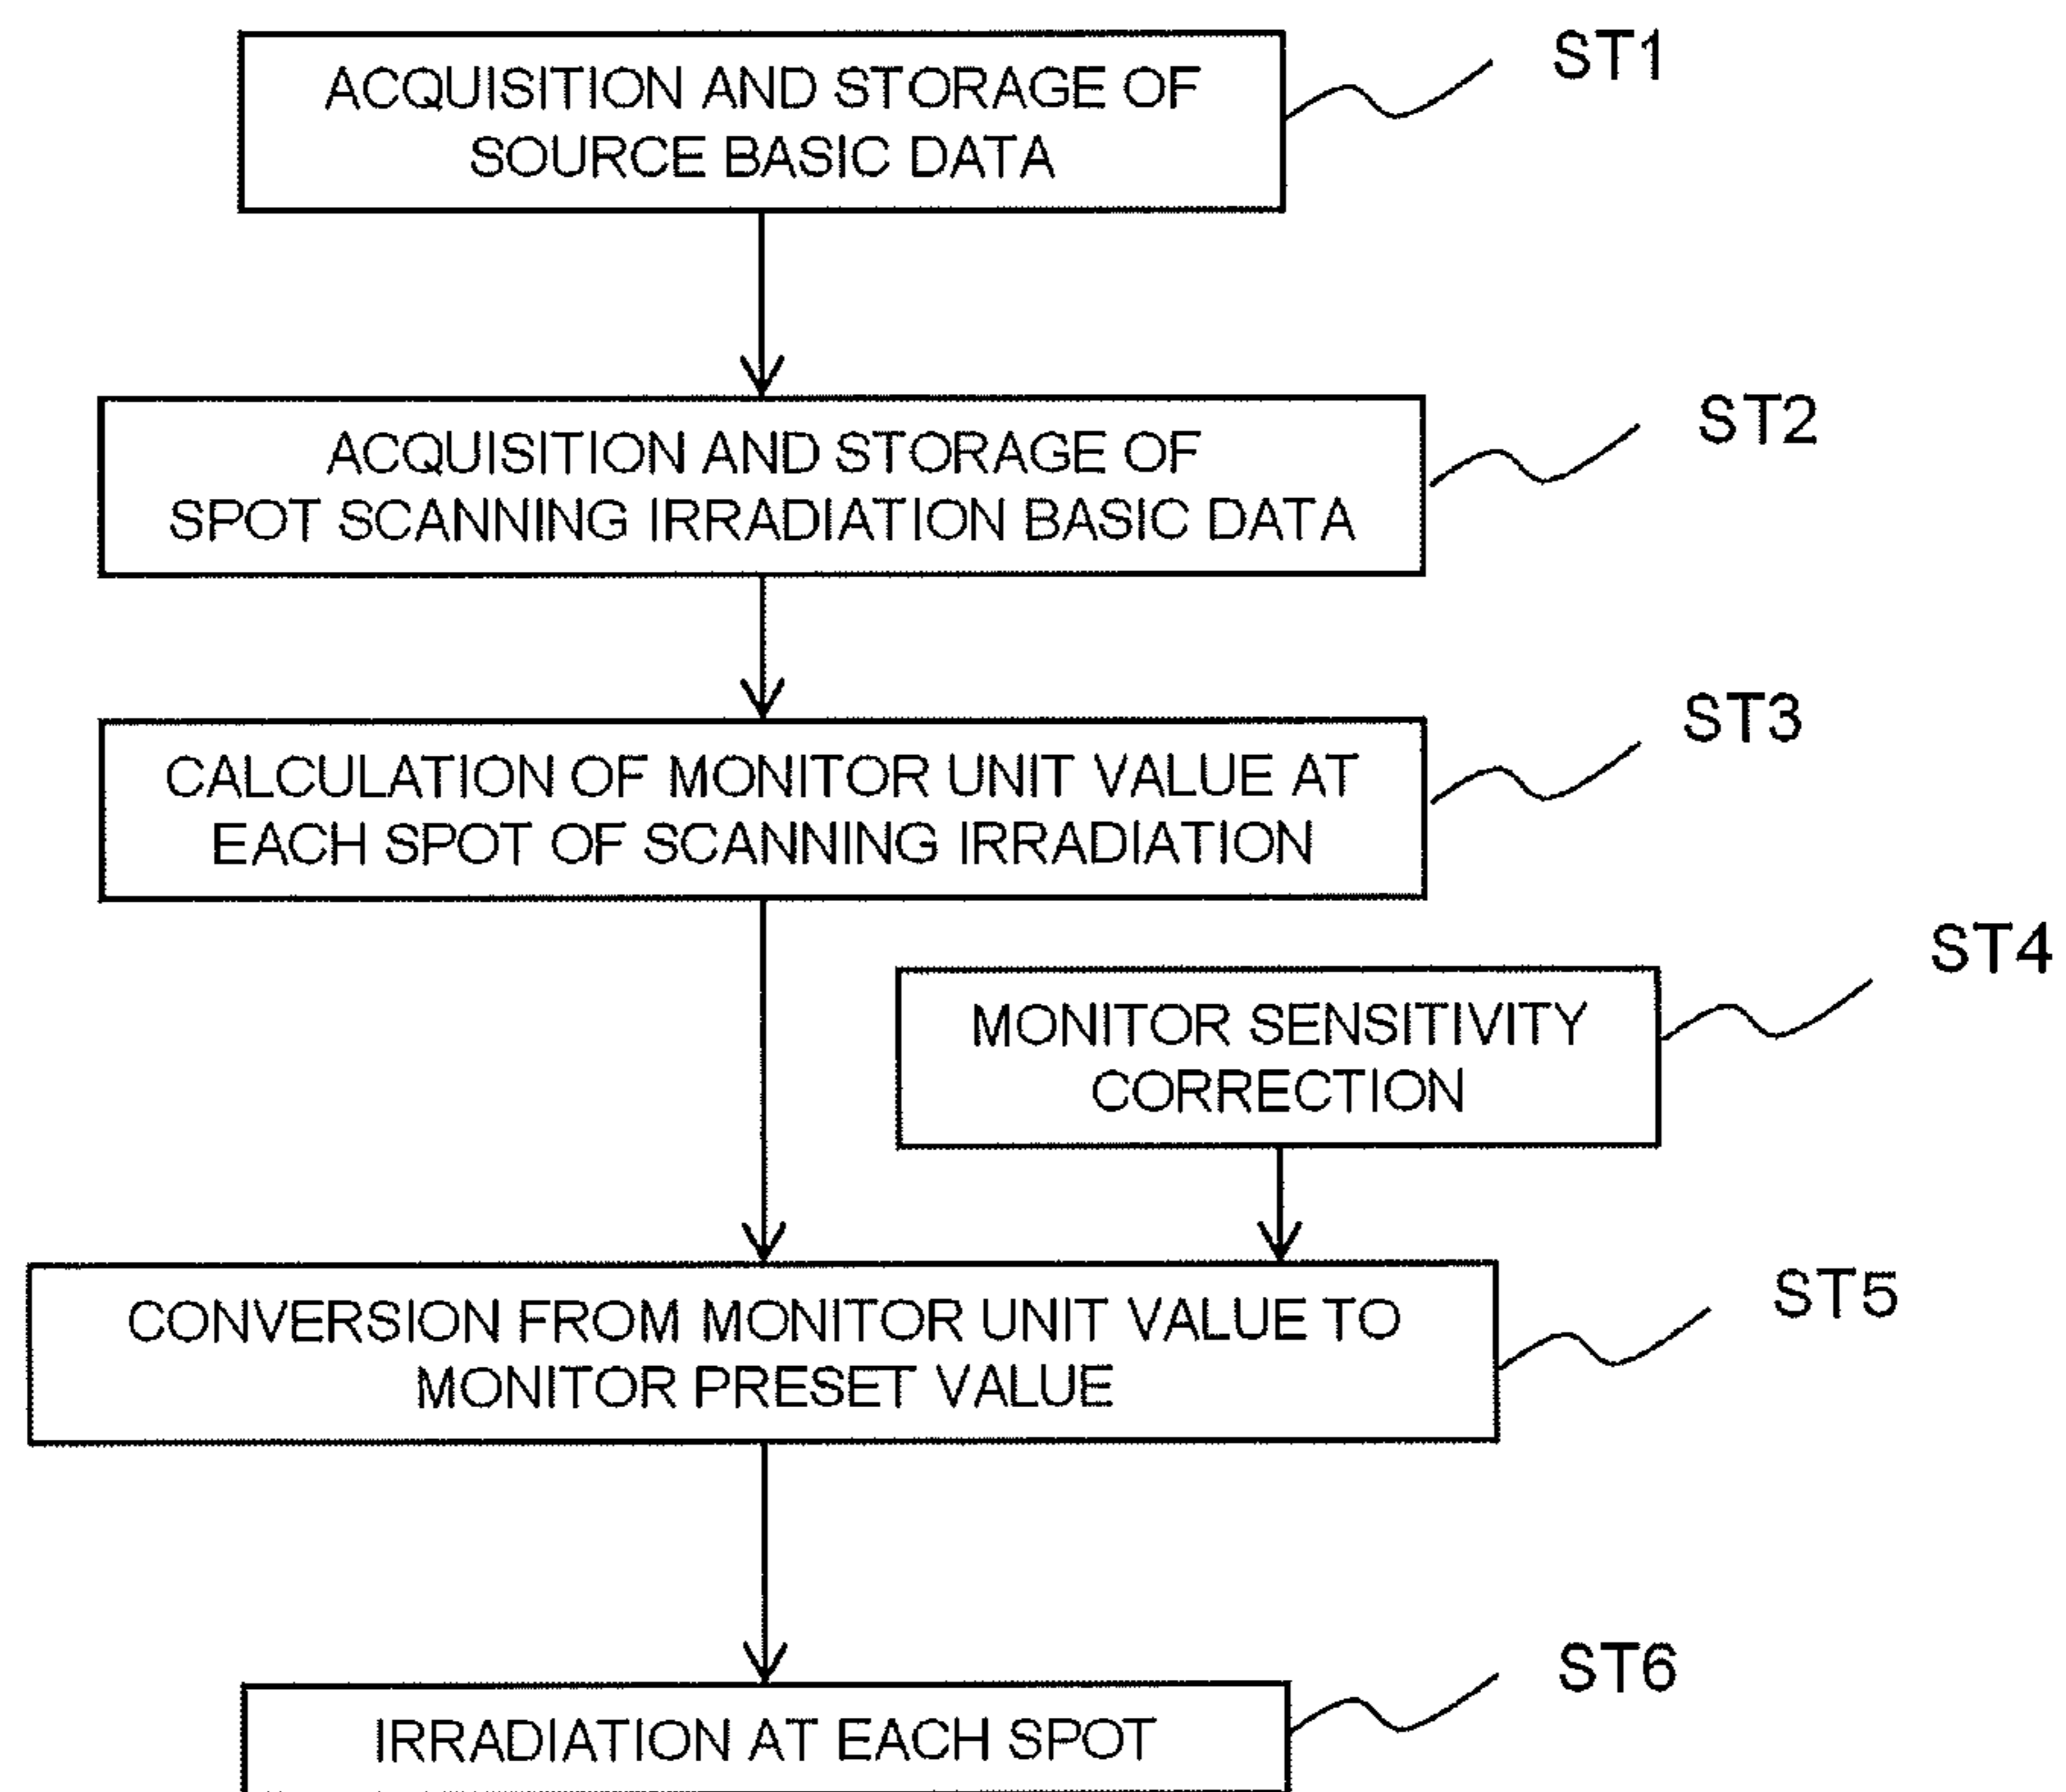 ST1
ACQUISITION AND STORAGE OF
SOURCE BASIC DATA
ST2
ACQUISITION AND STORAGE OF
SPOT SCANNING IRRADIATION BASIC DATA
ST3
CALCULATION OF MONITOR UNIT VALUE AT
EACH SPOT OF SCANNING IRRADIATION
ST4
MONITOR SENSITIVITY
CORRECTION
ST5
CONVERSION FROM MONITOR UNIT VALUE TO
MONITOR PRESET VALUE
ST6
IRRADIATION AT EACH SPOT